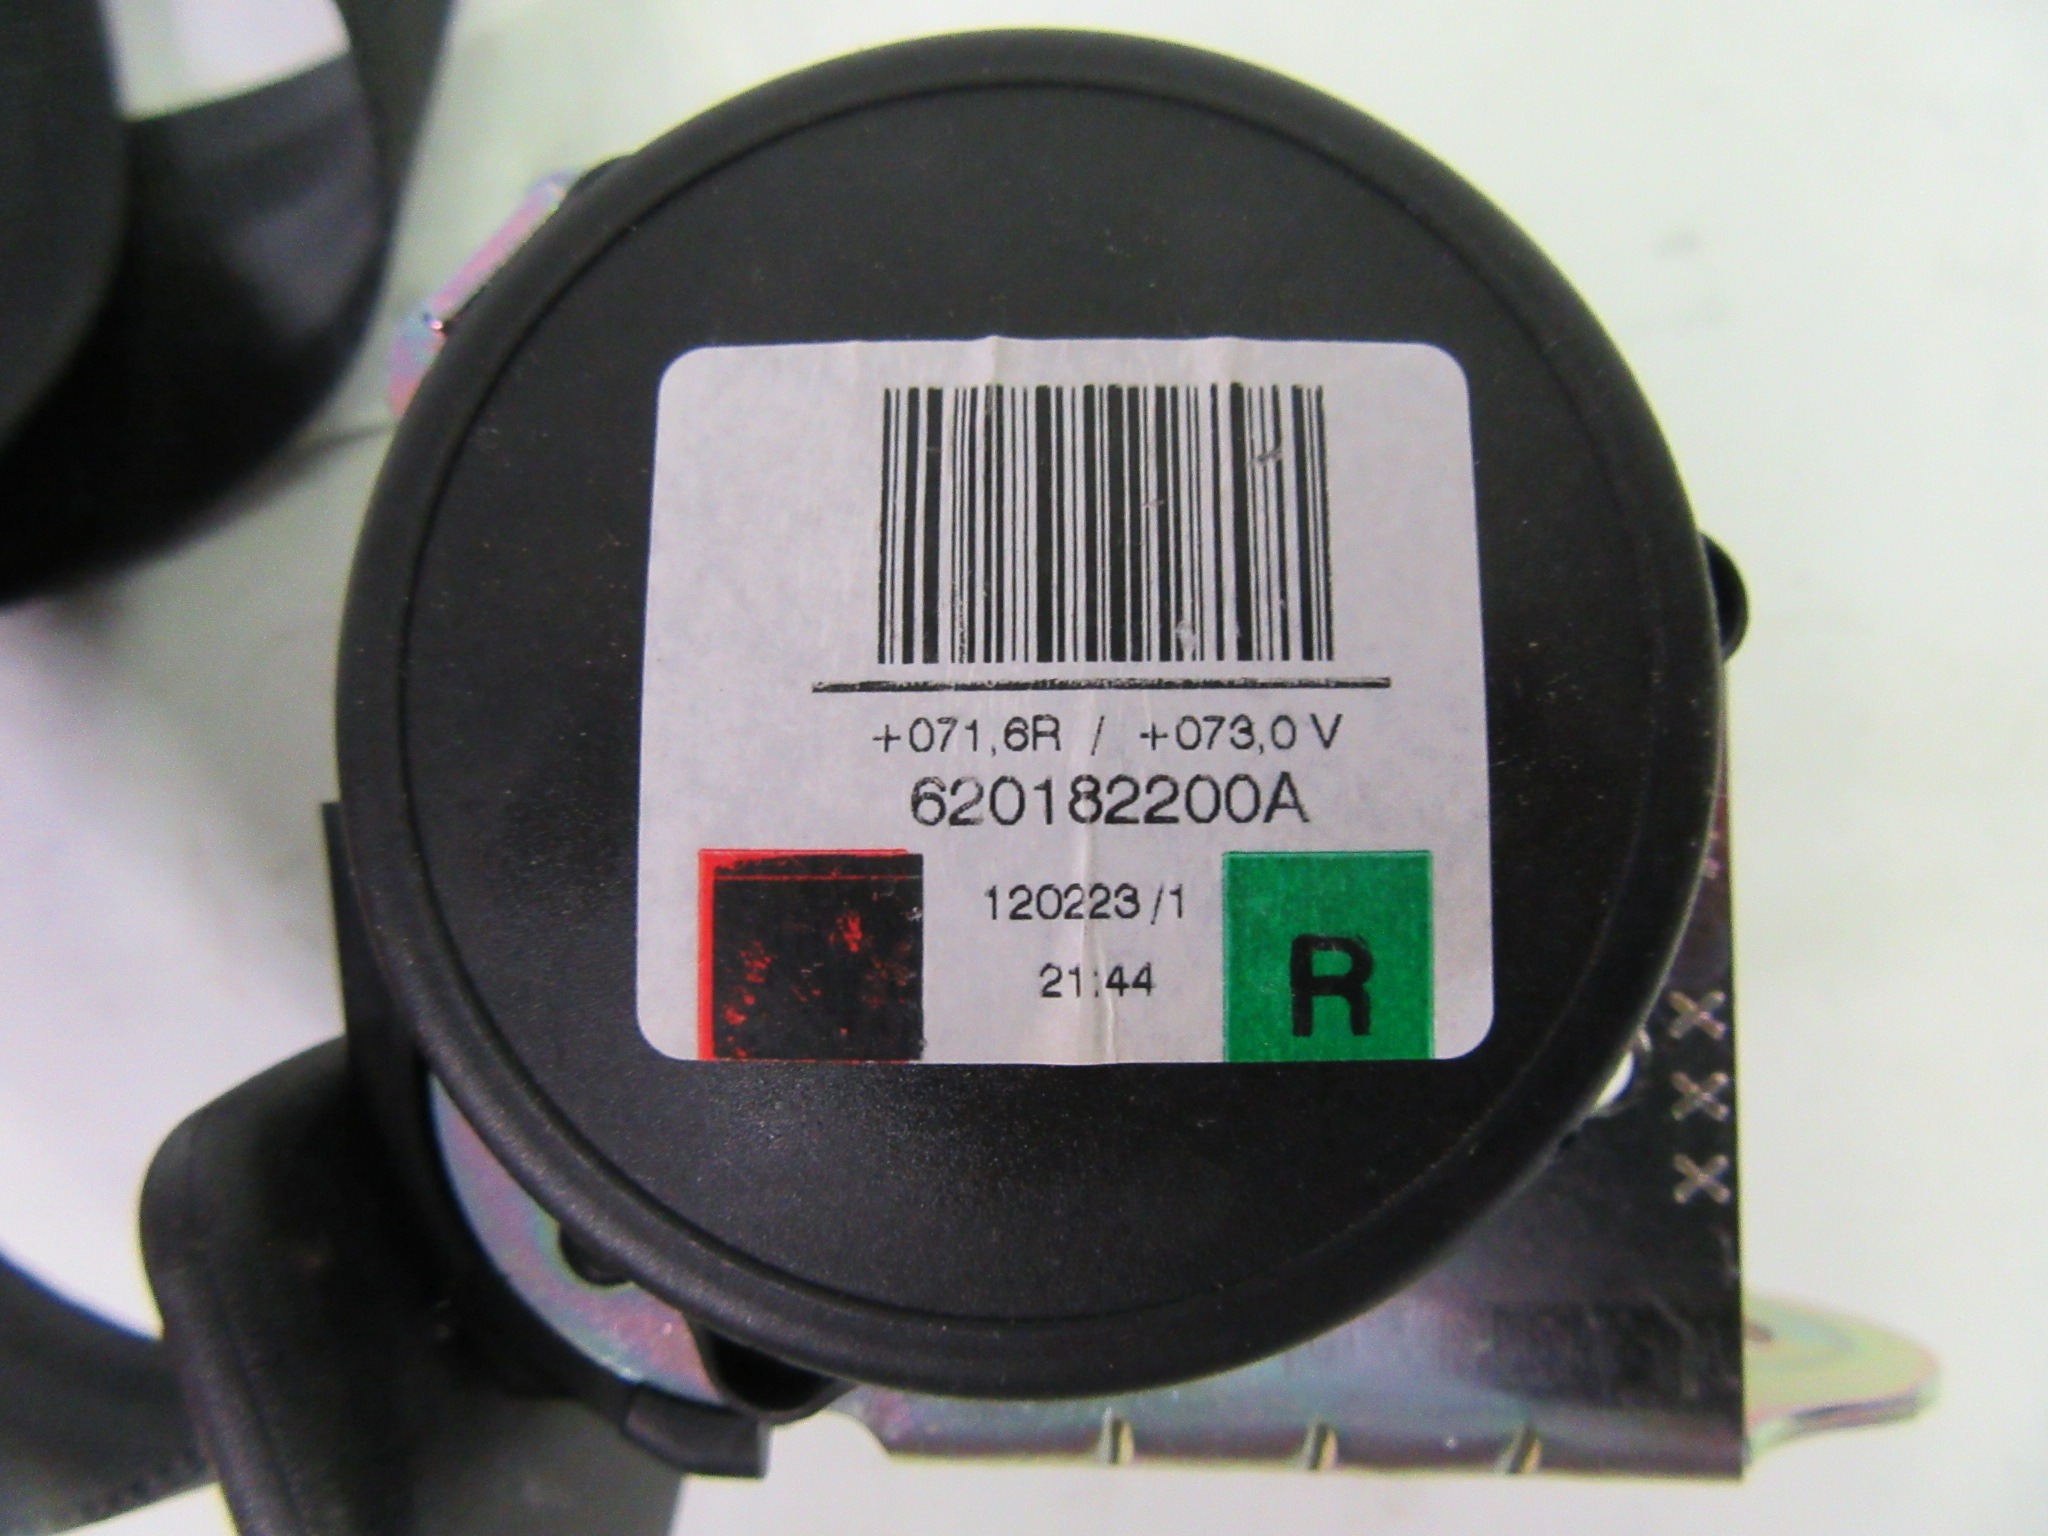 +071,6R / +073,0 V
620182200A
120223 /1
21:44
R